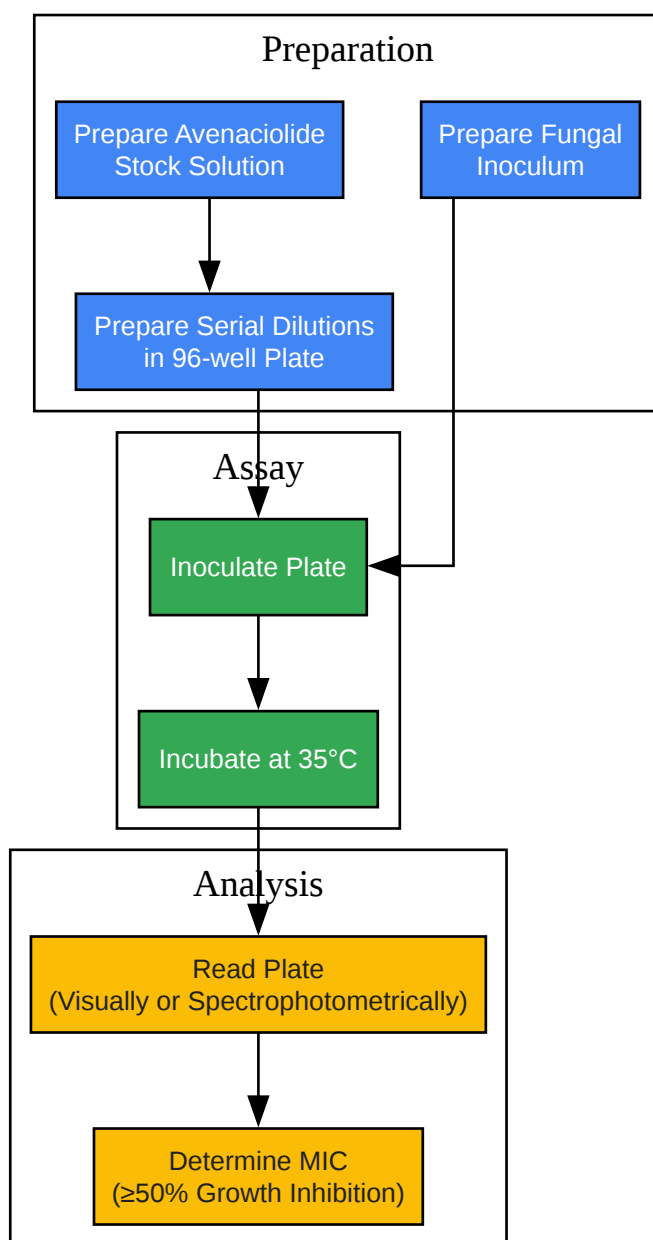 Preparation
Prepare Avenaciolide
Stock Solution
Prepare Fungal
Inoculum
Prepare Serial Dilutions
in 96-well Plate
Assay
Inoculate Plate
Incubate at 35°C
Analysis
Read Plate
(Visually or Spectrophotometrically)
Determine MIC
(≥50% Growth Inhibition)